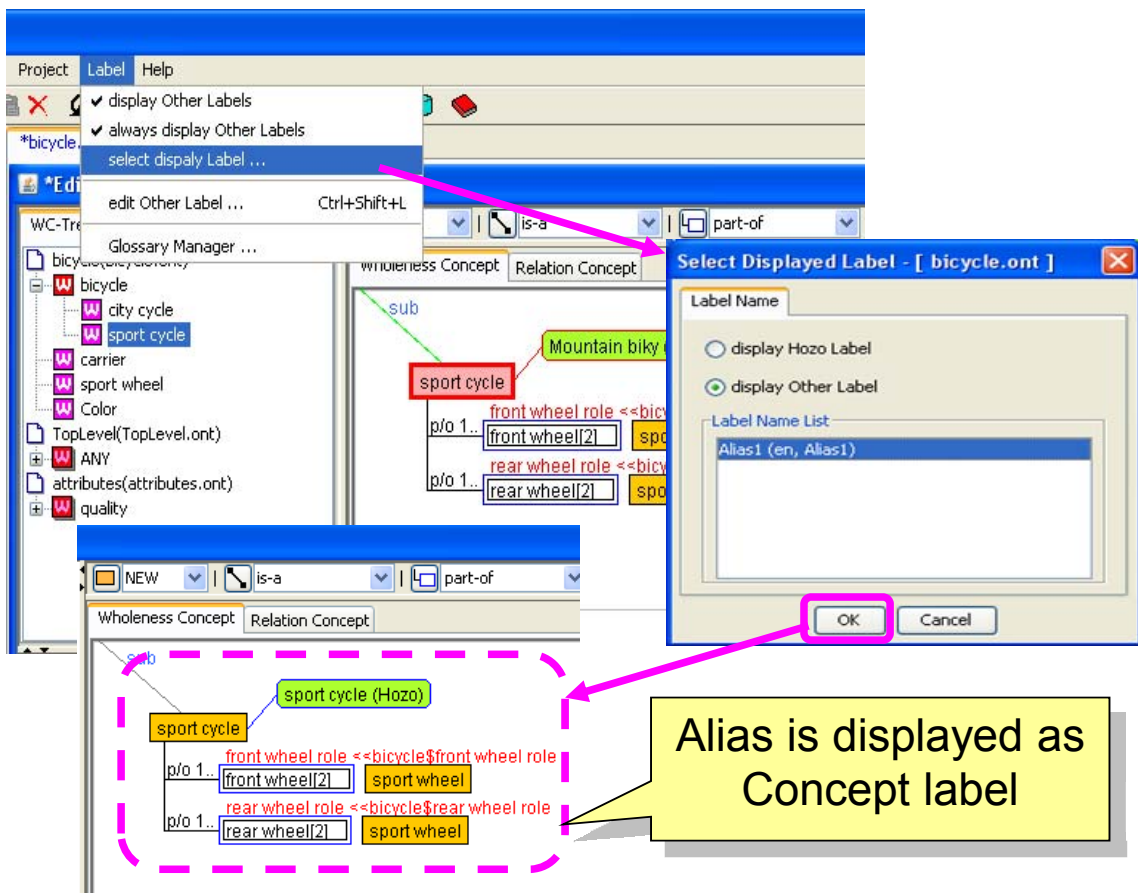 Project Label Help
display Other Labels
always display Other Labels
select dispaly Label ...
edit Other Label ... Ctrl+Shift+L
Glossary Manager ...
*bicycle.
*Edi
WC-Tre
is-a
part-of
bicycle
city cycle
sport cycle
carrier
sport wheel
Color
TopLevel(TopLevel.ont)
ANY
attributes(attributes.ont)
quality
Wholeness Concept Relation Concept
sub
Mountain biky
sport cycle
front wheel role <<bicy
p/o 1.. front wheel[2] spo
rear wheel role <<bicy
p/o 1.. rear wheel[2] spo
Select Displayed Label - [ bicycle.ont ]
Label Name
display Hozo Label
display Other Label
Label Name List
Alias1 (en, Alias1)
OK Cancel
NEW is-a part-of
Wholeness Concept Relation Concept
sub
sport cycle (Hozo)
sport cycle
front wheel role <<bicycle$front wheel role
p/o 1.. front wheel[2] sport wheel
rear wheel role <<bicycle$rear wheel role
p/o 1.. rear wheel[2] sport wheel
Alias is displayed as
Concept label